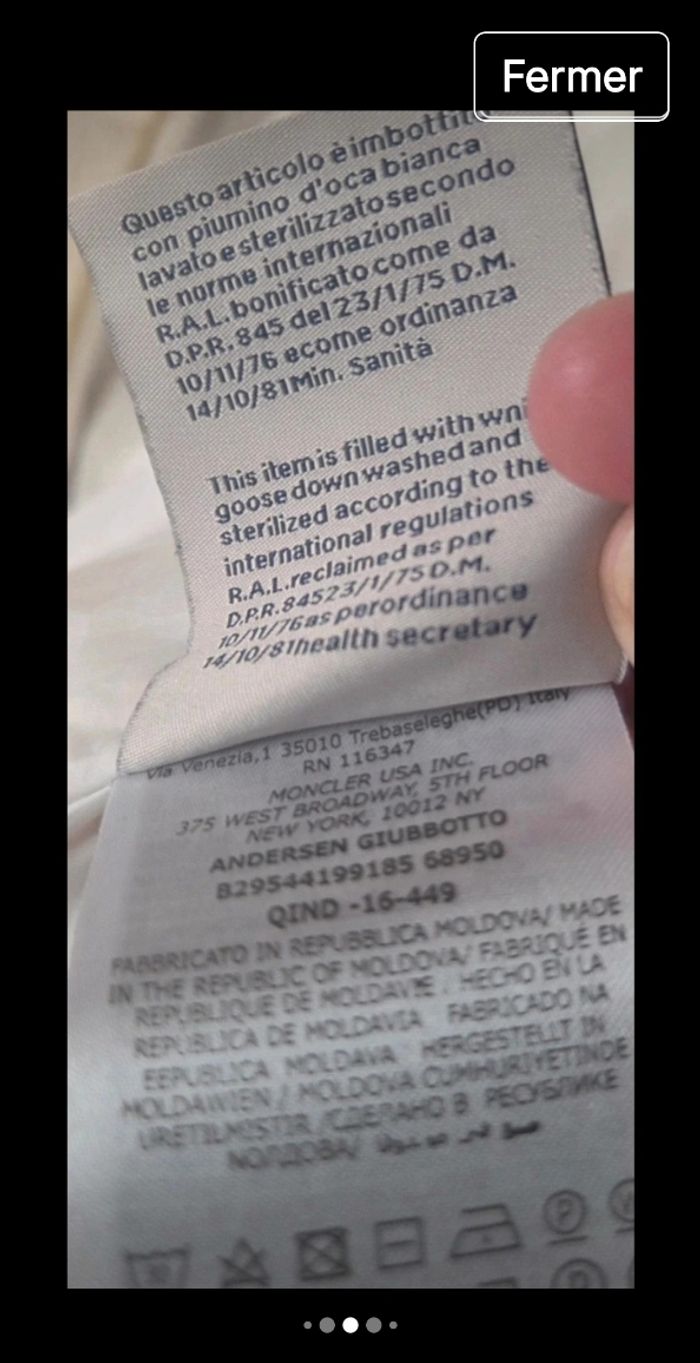 Fermer
Questo articolo è imbottito
con piumino d'oca bianca
lavato e sterilizzato secondo
le norme internazionali
R.A.L. bonificato come da
D.P.R. 845 del 23/1/75 D.M.
10/11/76 e come ordinanza
14/10/81 Min. Sanità
This item is filled with
goose down washed and
sterilized according to the
international regulations
R.A.L. reclaimed as per
D.P.R. 845 23/1/75 D.M.
10/11/76 as per ordinance
14/10/81 health secretary
Via Venezia,1 35010 Trebaseleghe(PD) Italy
RN 116347
MONCLER USA INC.
375 WEST BROADWAY, 5TH FLOOR
NEW YORK, 10012 NY
ANDERSEN GIUBBOTTO
B29544199185 68950
QIND -16-449
FABBRICATO IN REPUBBLICA MOLDOVA/ MADE
IN THE REPUBLIC OF MOLDOVA/ FABRIQUÉ EN
REPUBLIQUE DE MOLDAVIE . HECHO EN LA
REPUBLICA DE MOLDAVIA FABRICADO NA
EEPUBLICA MOLDAVA HERGESTELLT IN
MOLDAWIEN / MOLDOVA CUMHURIYETINDE
URETILMISTIR /СДЕЛАНО В РЕСУБЛИКЕ
МОЛДОВА/
P
P